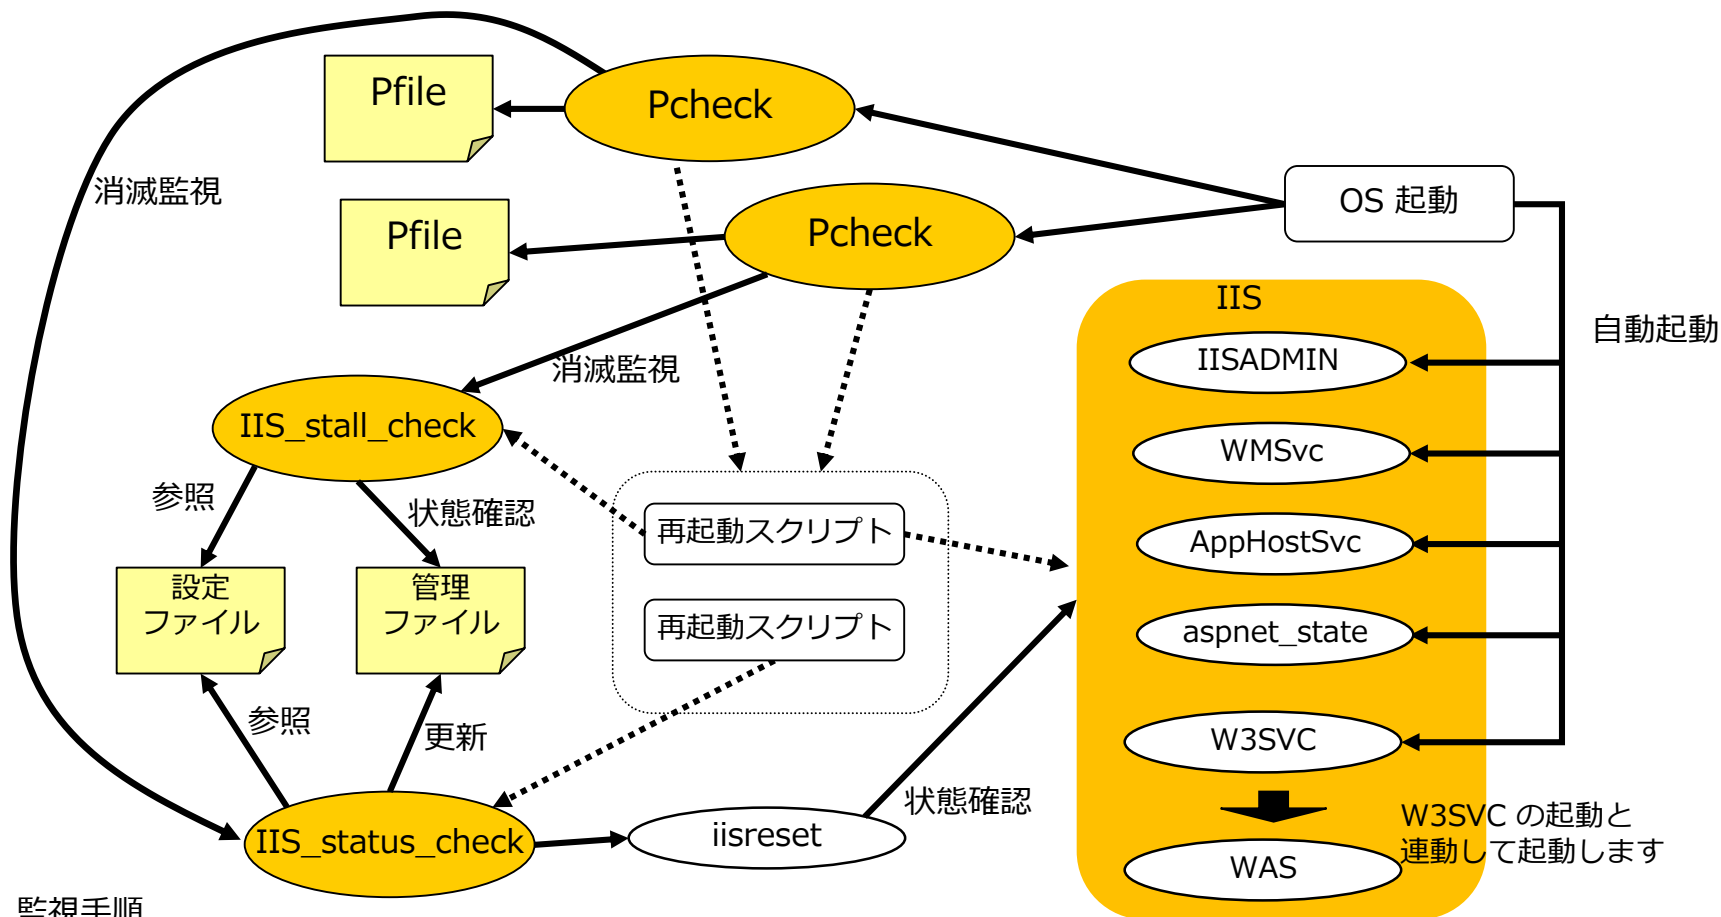 Pfile
Pcheck
消滅監視
OS 起動
Pfile
Pcheck
IIS
自動起動
IISADMIN
消滅監視
IIS_stall_check
WMSvc
参照
状態確認
再起動スクリプト
AppHostSvc
設定
ファイル
管理
ファイル
再起動スクリプト
aspnet_state
参照
更新
W3SVC
状態確認
W3SVC の起動と
連動して起動します
IIS_status_check
iisreset
WAS
監視手順